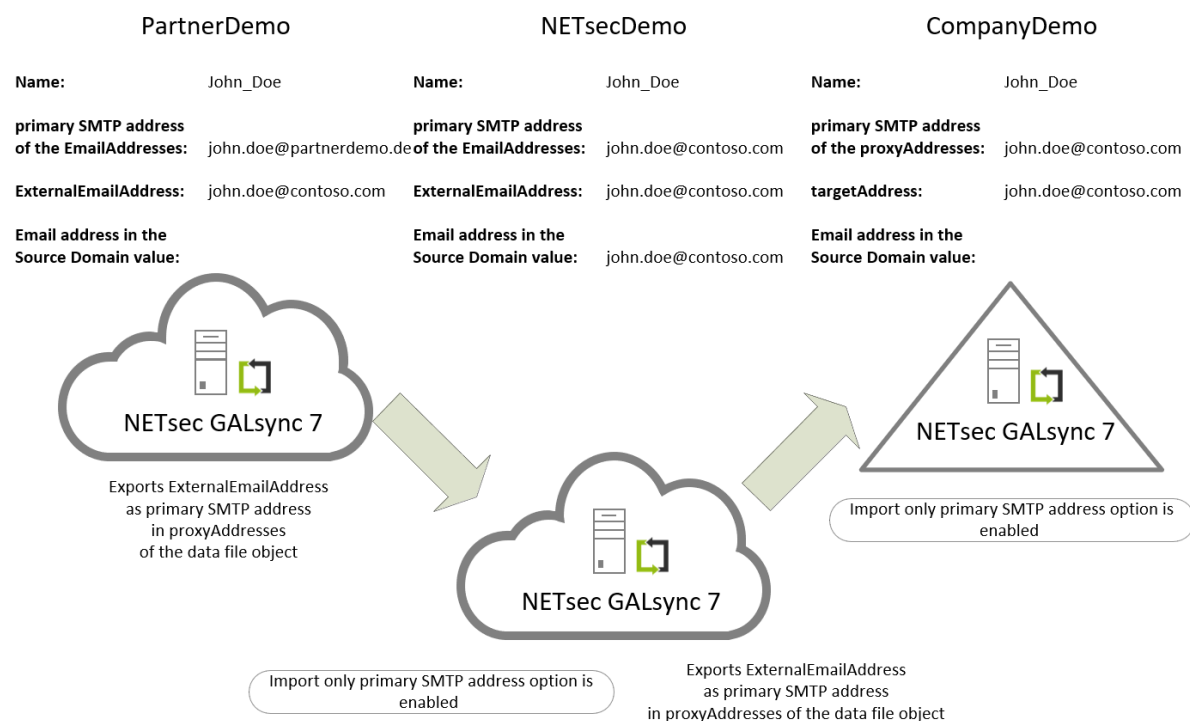 PartnerDemo
NETsecDemo
CompanyDemo
Name: John_Doe
Name: John_Doe
Name: John_Doe
primary SMTP address
of the EmailAddresses: john.doe@partnerdemo.de
primary SMTP address
of the EmailAddresses: john.doe@contoso.com
primary SMTP address
of the proxyAddresses: john.doe@contoso.com
ExternalEmailAddress: john.doe@contoso.com
ExternalEmailAddress: john.doe@contoso.com
targetAddress: john.doe@contoso.com
Email address in the
Source Domain value:
Email address in the
Source Domain value: john.doe@contoso.com
Email address in the
Source Domain value:
NETsec GALsync 7
Exports ExternalEmailAddress
as primary SMTP address
in proxyAddresses
of the data file object
NETsec GALsync 7
Import only primary SMTP address option is
enabled
NETsec GALsync 7
Import only primary SMTP address option is
enabled
Exports ExternalEmailAddress
as primary SMTP address
in proxyAddresses of the data file object